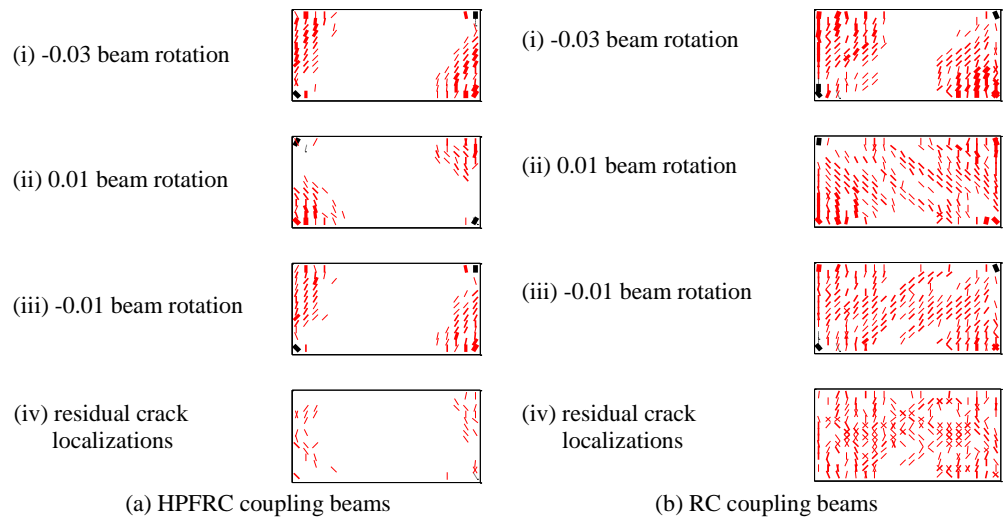 (i) -0.03 beam rotation
(ii) 0.01 beam rotation
(iii) -0.01 beam rotation
(iv) residual crack
localizations
(a) HPFRC coupling beams
(i) -0.03 beam rotation
(ii) 0.01 beam rotation
(iii) -0.01 beam rotation
(iv) residual crack
localizations
(b) RC coupling beams